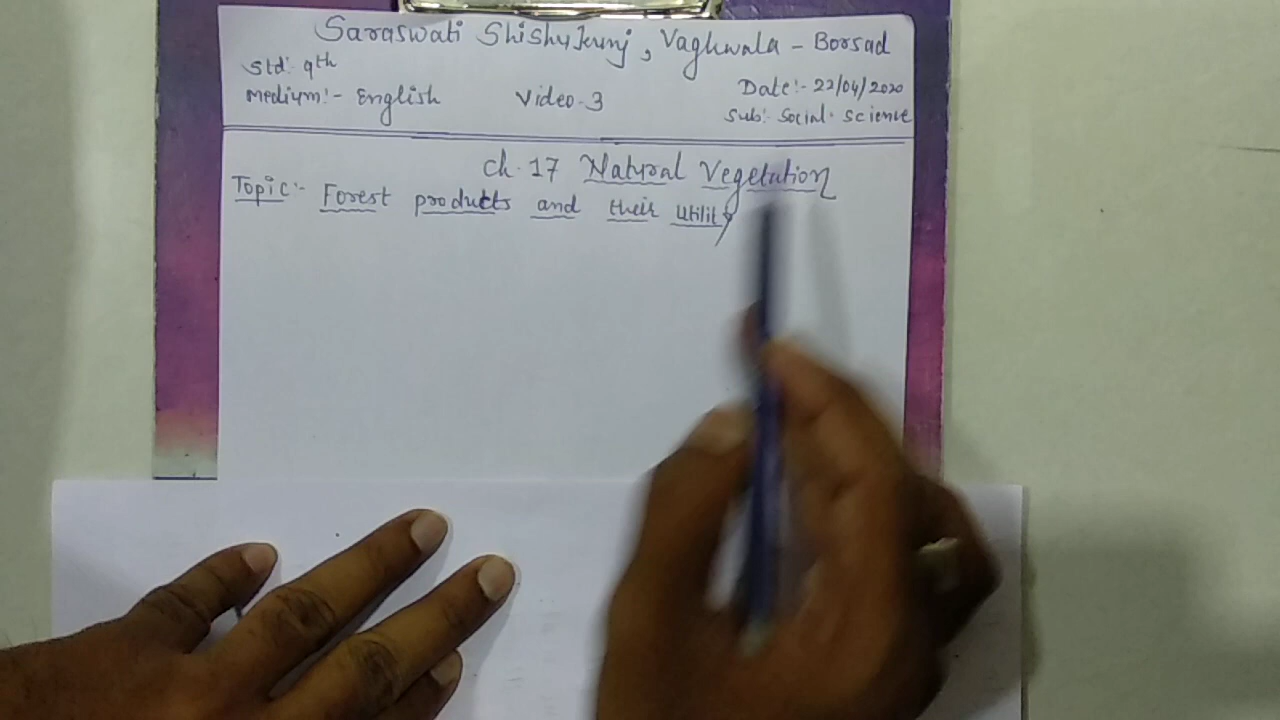 Saraswati Shishukunj, Vaghwala - Borsad
Std:- 9th
Medium:- English Video-3 Date:- 22/04/2020
Sub:- Social. Science
Ch. 17 Natural Vegetation
Topic:- Forest products and their utility